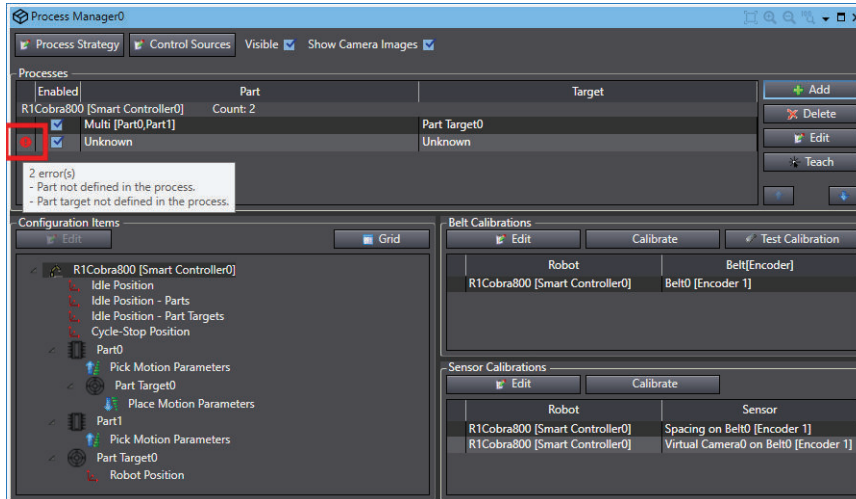 Process Manager0
Process Strategy Control Sources Visible Show Camera Images
Processes
Enabled Part Target
R1Cobra800 [Smart Controller0] Count: 2
Multi [Part0,Part1] Part Target0
Unknown Unknown
Add
Delete
Edit
Teach
2 error(s)
- Part not defined in the process.
- Part target not defined in the process.
Configuration Items
Edit Grid
R1Cobra800 [Smart Controller0]
Idle Position
Idle Position - Parts
Idle Position - Part Targets
Cycle-Stop Position
Part0
Pick Motion Parameters
Part Target0
Place Motion Parameters
Part1
Pick Motion Parameters
Part Target0
Robot Position
Belt Calibrations
Edit Calibrate Test Calibration
Robot Belt[Encoder]
R1Cobra800 [Smart Controller0] Belt0 [Encoder 1]
Sensor Calibrations
Edit Calibrate
Robot Sensor
R1Cobra800 [Smart Controller0] Spacing on Belt0 [Encoder 1]
R1Cobra800 [Smart Controller0] Virtual Camera0 on Belt0 [Encoder 1]